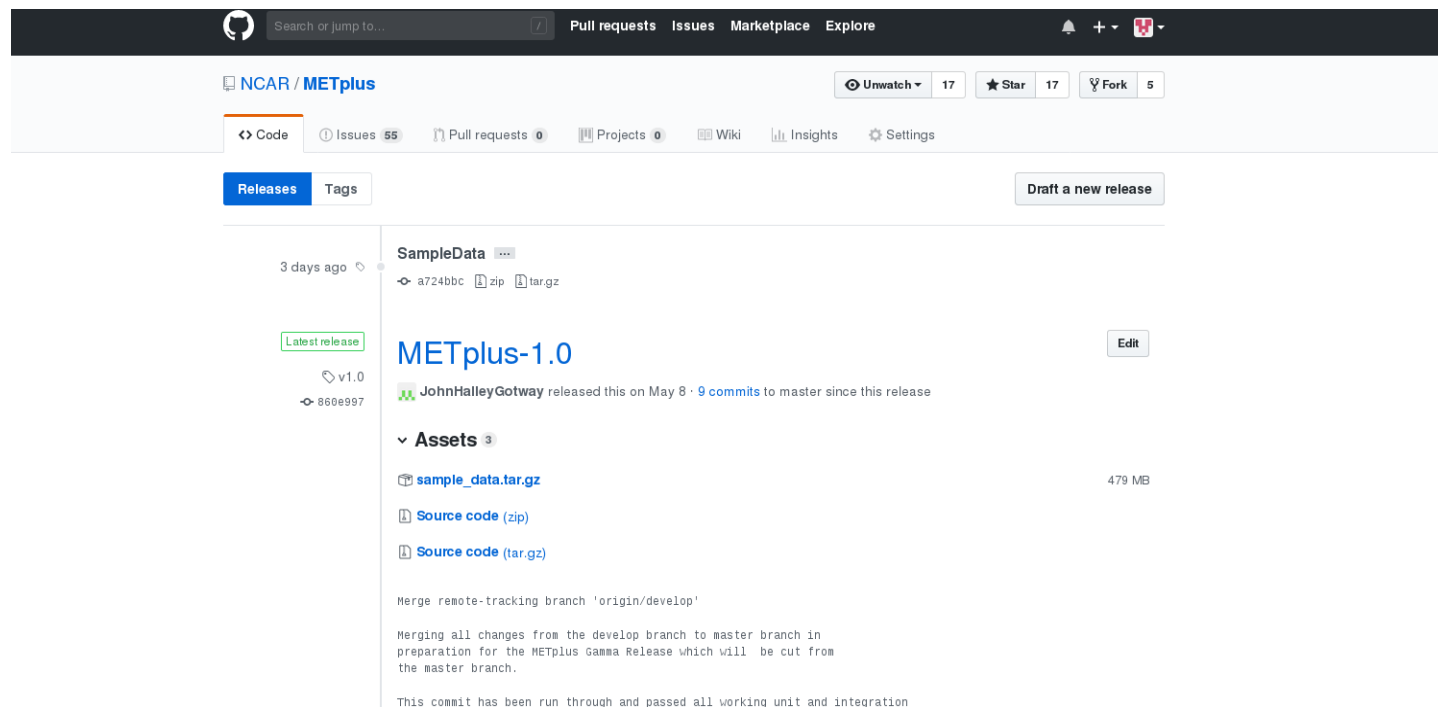 Search or jump to... / Pull requests Issues Marketplace Explore
NCAR / METplus Unwatch 17 Star 17 Fork 5
Code Issues 55 Pull requests 0 Projects 0 Wiki Insights Settings
Releases Tags Draft a new release
3 days ago SampleData ...
a724bbc zip tar.gz
Latest release METplus-1.0 Edit
v1.0
JohnHalleyGotway released this on May 8 · 9 commits to master since this release
860e997
Assets 3
sample_data.tar.gz 479 MB
Source code (zip)
Source code (tar.gz)
Merge remote-tracking branch 'origin/develop'
Merging all changes from the develop branch to master branch in
preparation for the METplus Gamma Release which will  be cut from
the master branch.
This commit has been run through and passed all working unit and integration